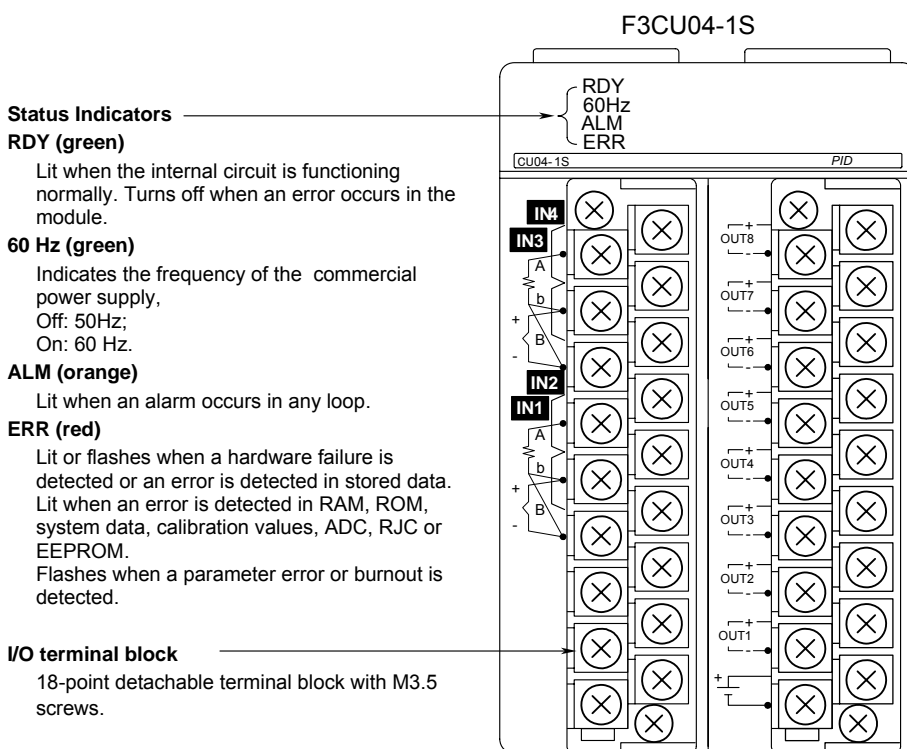 F3CU04-1S
Status Indicators
RDY (green)
Lit when the internal circuit is functioning
normally. Turns off when an error occurs in the
module.
60 Hz (green)
Indicates the frequency of the commercial
power supply,
Off: 50Hz;
On: 60 Hz.
ALM (orange)
Lit when an alarm occurs in any loop.
ERR (red)
Lit or flashes when a hardware failure is
detected or an error is detected in stored data.
Lit when an error is detected in RAM, ROM,
system data, calibration values, ADC, RJC or
EEPROM.
Flashes when a parameter error or burnout is
detected.
I/O terminal block
18-point detachable terminal block with M3.5
screws.
RDY
60Hz
ALM
ERR
CU04-1S
PID
IN4
IN3
A
b
+
B
-
IN2
IN1
A
b
+
B
-
+
OUT8
-
+
OUT7
-
+
OUT6
-
+
OUT5
-
+
OUT4
-
+
OUT3
-
+
OUT2
-
+
OUT1
-
+